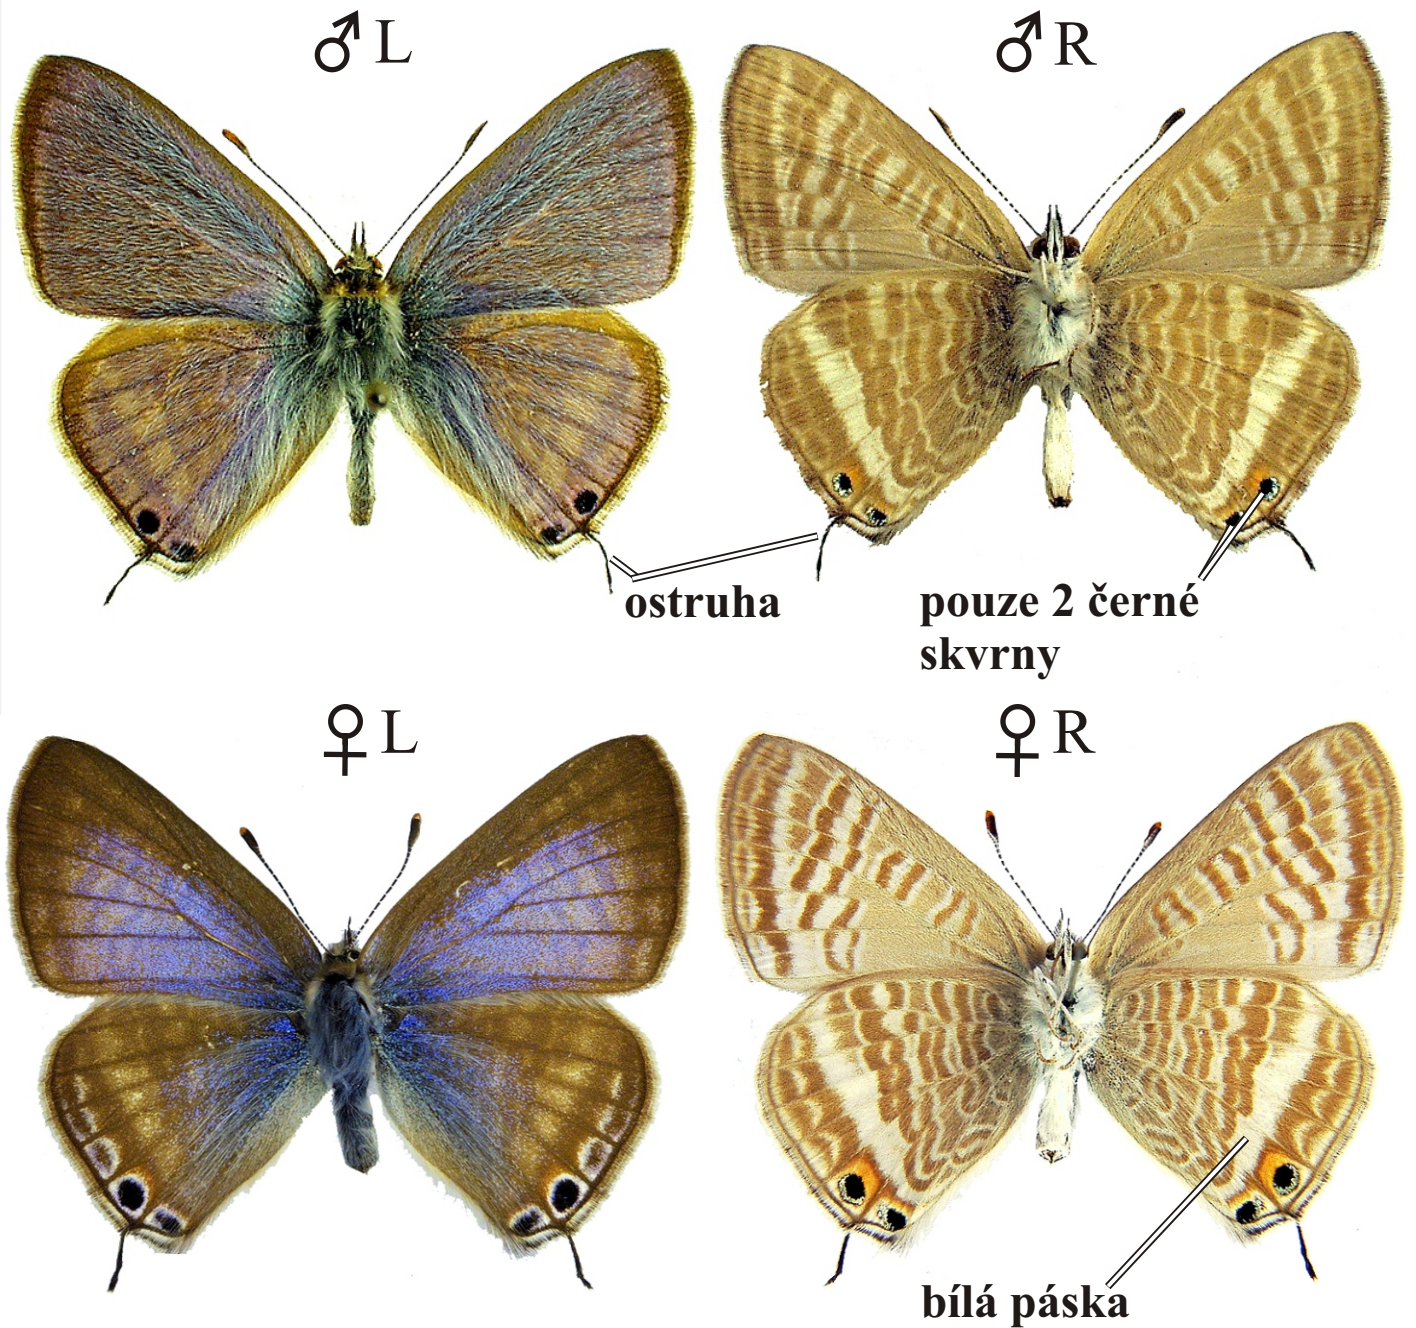 ♂ L
♂ R
ostruha
pouze 2 černé
skvrny
♀ L
♀ R
bílá páska